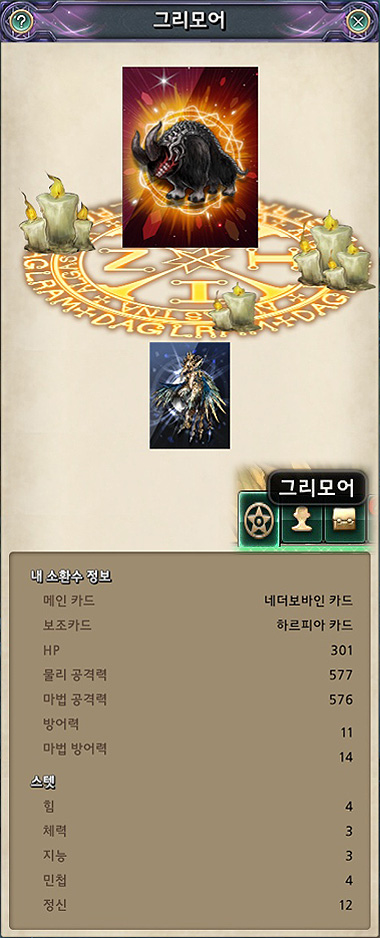 그리모어
그리모어
내 소환수 정보
메인 카드 네더보바인 카드
보조카드 하르피아 카드
HP 301
물리 공격력 577
마법 공격력 576
방어력 11
마법 방어력 14
스텟
힘 4
체력 3
지능 3
민첩 4
정신 12